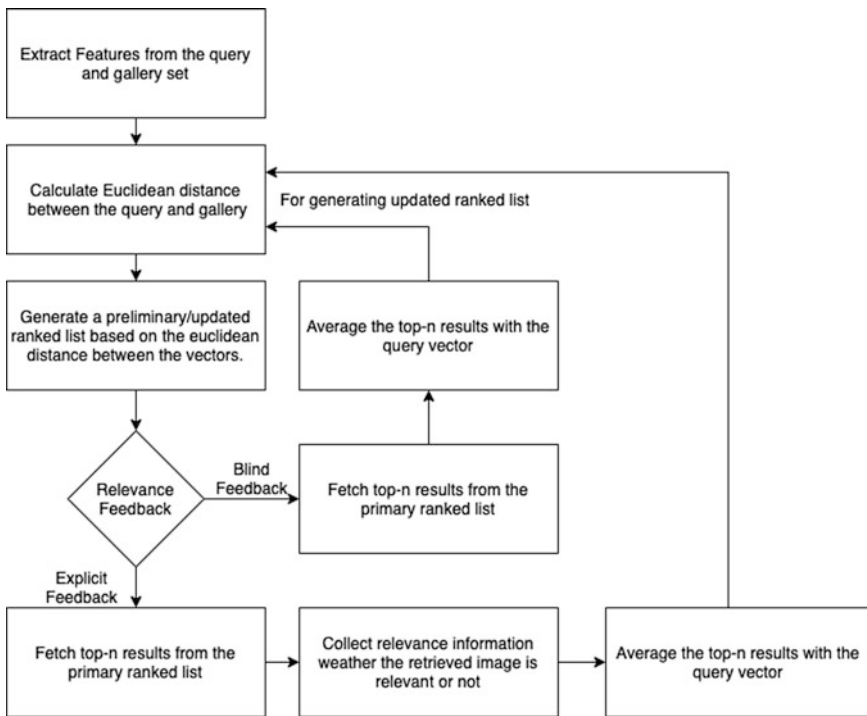 Extract Features from the query
and gallery set
Calculate Euclidean distance
between the query and gallery
For generating updated ranked list
Generate a preliminary/updated
ranked list based on the euclidean
distance between the vectors.
Average the top-n results with the
query vector
Relevance
Feedback
Blind
Feedback
Fetch top-n results from the
primary ranked list
Explicit
Feedback
Fetch top-n results from the
primary ranked list
Collect relevance information
weather the retrieved image is
relevant or not
Average the top-n results with the
query vector